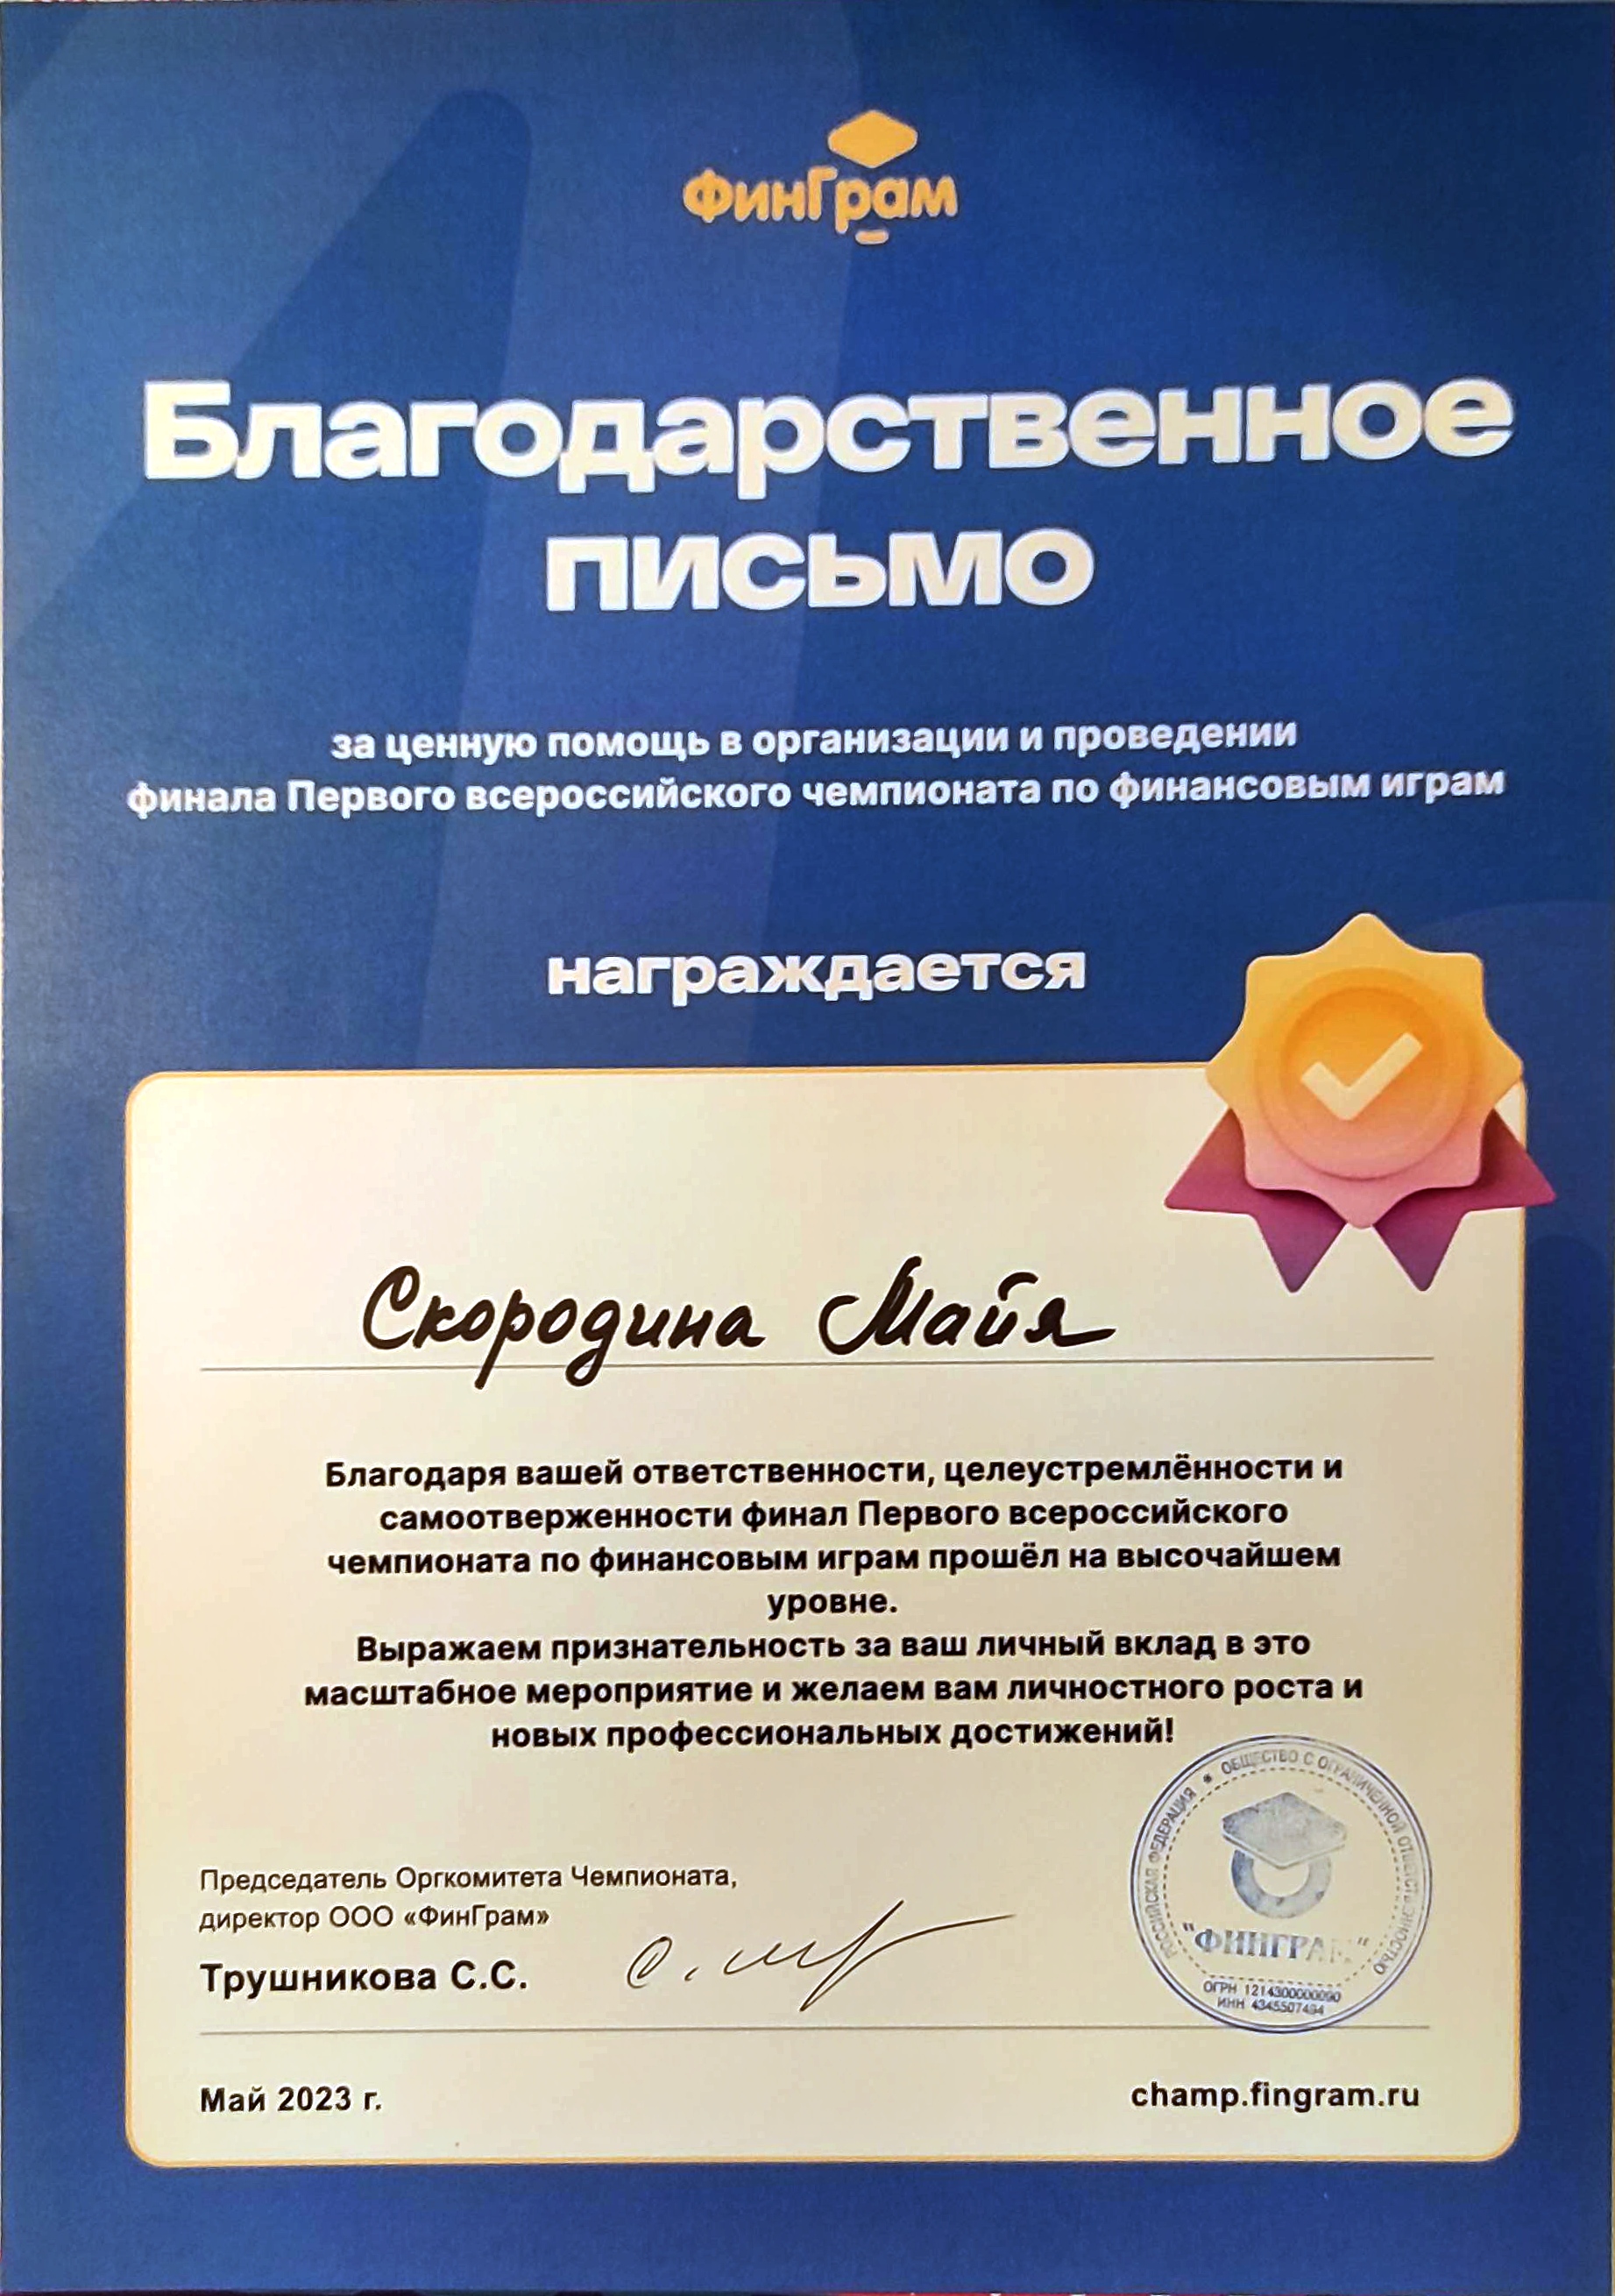 ФинГрам
Благодарственное
письмо
за ценную помощь в организации и проведении
финала Первого всероссийского чемпионата по финансовым играм
награждается
Скородина Майя
Благодаря вашей ответственности, целеустремлённости и
самоотверженности финал Первого всероссийского
чемпионата по финансовым играм прошёл на высочайшем
уровне.
Выражаем признательность за ваш личный вклад в это
масштабное мероприятие и желаем вам личностного роста и
новых профессиональных достижений!
РОССИЙСКАЯ ФЕДЕРАЦИЯ * ОБЩЕСТВО С ОГРАНИЧЕННОЙ ОТВЕТСТВЕННОСТЬЮ
"ФИНГРАМ"
ОГРН 1214300000090
ИНН 4345507494
Председатель Оргкомитета Чемпионата,
директор ООО «ФинГрам»
Трушникова С.С.
Май 2023 г.
champ.fingram.ru